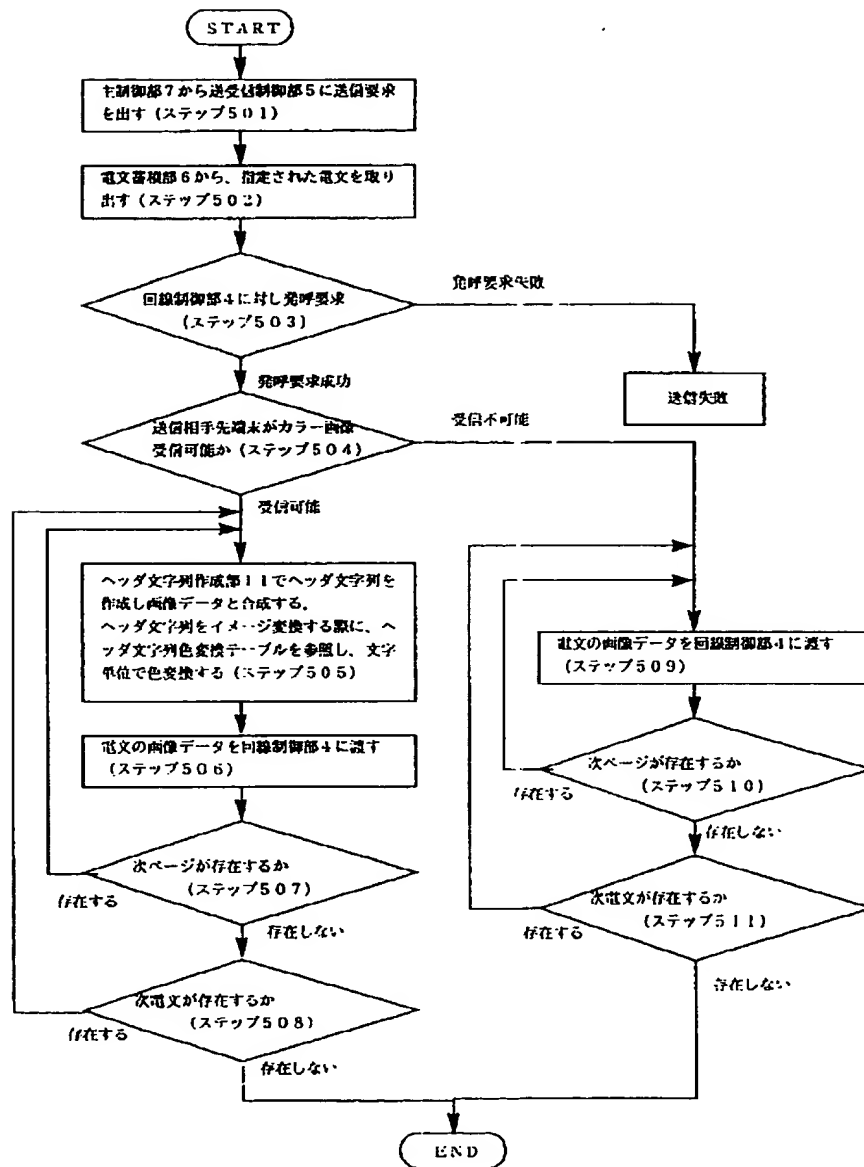 START
主制御部7から送受信制御部5に送信要求
を出す(ステップ501)
電文蓄積部6から、指定された電文を取り
出す(ステップ502)
回線制御部4に対し発呼要求
(ステップ503)
発呼要求失敗
発呼要求成功
送信失敗
送信相手先端末がカラー画像
受信可能か(ステップ504)
受信不可能
受信可能
ヘッダ文字列作成部11でヘッダ文字列を
作成し画像データと合成する。
ヘッダ文字列をイメージ変換する際に、ヘ
ッダ文字列色変換テーブルを参照し、文字
単位で色変換する(ステップ505)
電文の画像データを回線制御部4に渡す
(ステップ506)
次ページが存在するか
(ステップ507)
存在する
存在しない
次電文が存在するか
(ステップ508)
存在する
存在しない
電文の画像データを回線制御部4に渡す
(ステップ509)
次ページが存在するか
(ステップ510)
存在する
存在しない
次電文が存在するか
(ステップ511)
存在する
存在しない
END